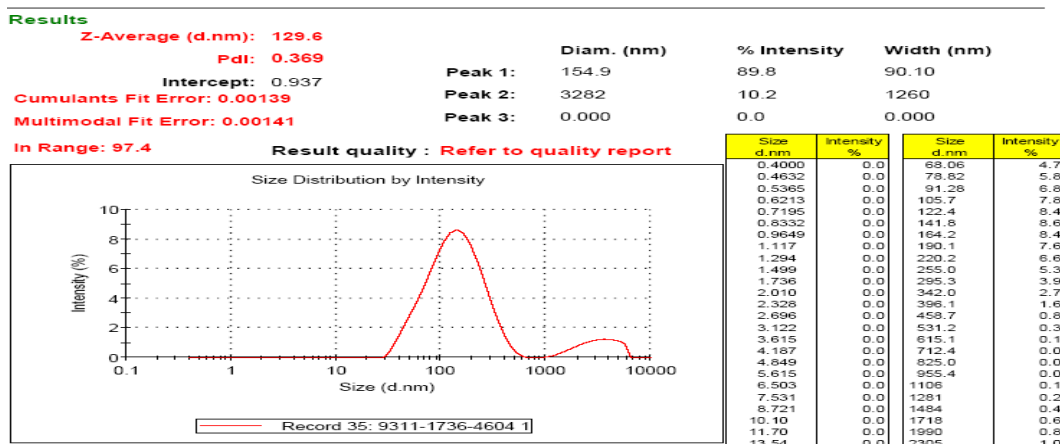 Results
Z-Average (d.nm): 129.6
PdI: 0.369
Intercept: 0.937
Cumulants Fit Error: 0.00139
Multimodal Fit Error: 0.00141
In Range: 97.4
Diam. (nm) % Intensity Width (nm)
Peak 1: 154.9 89.8 90.10
Peak 2: 3282 10.2 1260
Peak 3: 0.000 0.0 0.000
Result quality : Refer to quality report
Size Distribution by Intensity
Intensity (%)
10
8
6
4
2
0
0.1 1 10 100 1000 10000
Size (d.nm)
Record 35: 9311-1736-4604 1
Size Intensity Size Intensity
d.nm % d.nm %
0.4000 0.0 68.06 4.7
0.4632 0.0 78.82 5.8
0.5365 0.0 91.28 6.8
0.6213 0.0 105.7 7.8
0.7195 0.0 122.4 8.4
0.8332 0.0 141.8 8.6
0.9649 0.0 164.2 8.4
1.117 0.0 190.1 7.6
1.294 0.0 220.2 6.6
1.499 0.0 255.0 5.3
1.736 0.0 295.3 3.9
2.010 0.0 342.0 2.7
2.328 0.0 396.1 1.6
2.696 0.0 458.7 0.8
3.122 0.0 531.2 0.3
3.615 0.0 615.1 0.1
4.187 0.0 712.4 0.0
4.849 0.0 825.0 0.0
5.615 0.0 955.4 0.0
6.503 0.0 1106 0.1
7.531 0.0 1281 0.2
8.721 0.0 1484 0.4
10.10 0.0 1718 0.6
11.70 0.0 1990 0.8
13.54 0.0 2305 1.0